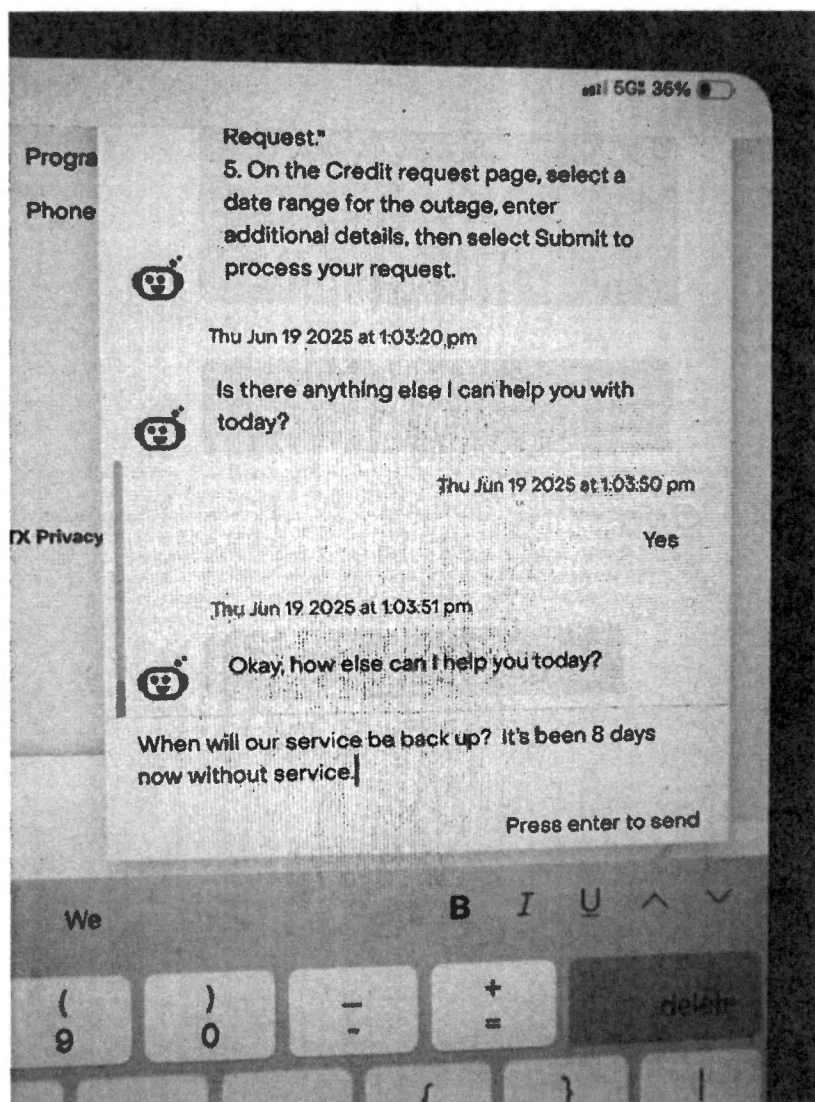 5G 36%
Progra
Phone
Request."
5. On the Credit request page, select a
date range for the outage, enter
additional details, then select Submit to
process your request.
Thu Jun 19 2025 at 1:03:20 pm
Is there anything else I can help you with
today?
Thu Jun 19 2025 at 1:03:50 pm
TX Privacy
Yes
Thu Jun 19 2025 at 1:03:51 pm
Okay, how else can I help you today?
When will our service be back up? It's been 8 days
now without service.
Press enter to send
We
B I U
( ) _ +
9 0 - =
delete
{ } |